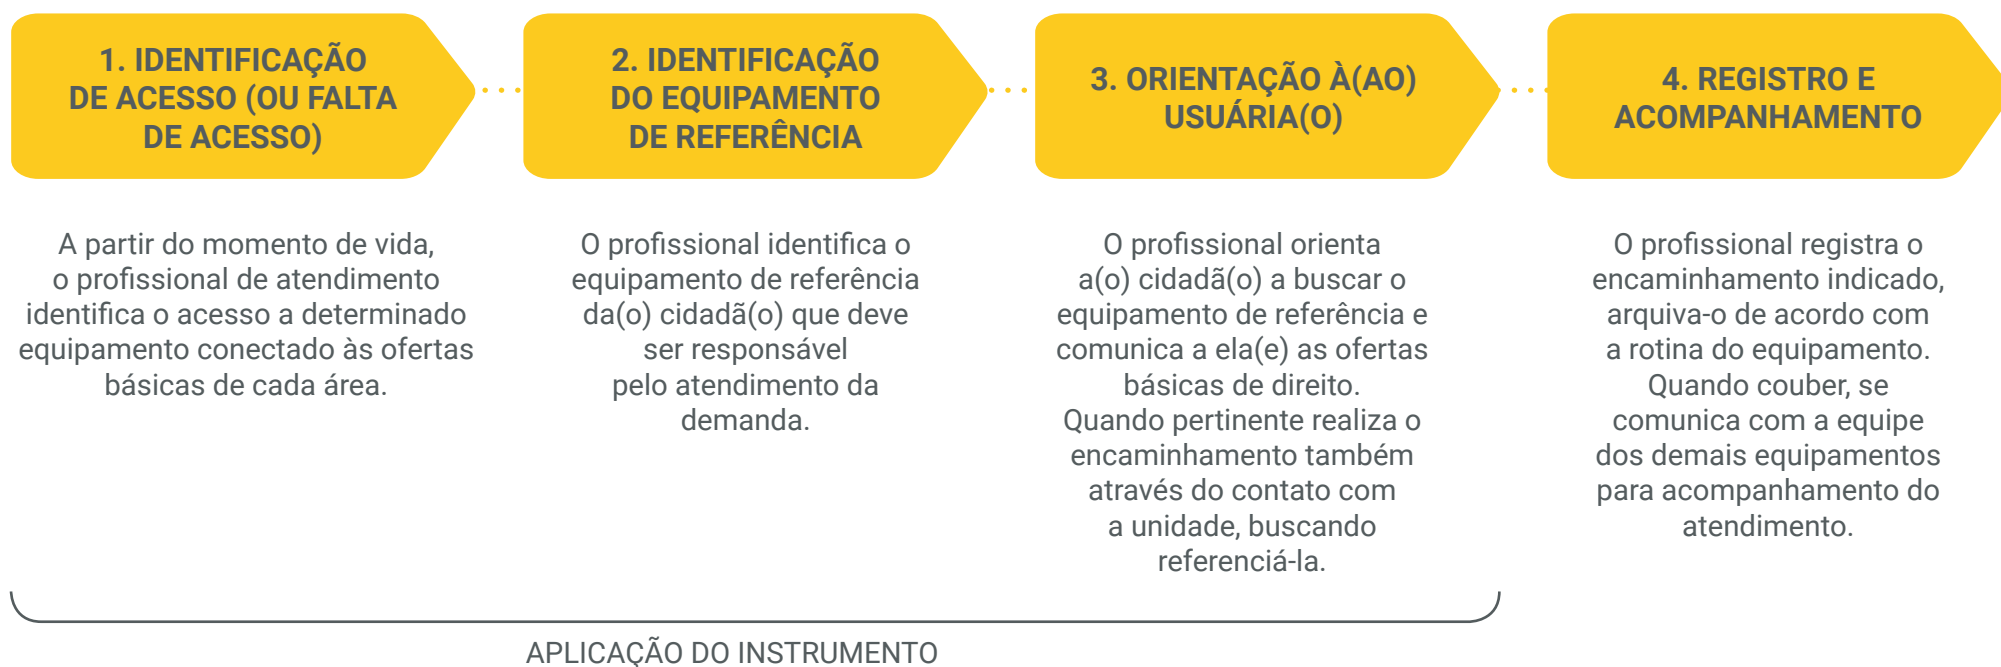 1. IDENTIFICAÇÃO
DE ACESSO (OU FALTA
DE ACESSO)
A partir do momento de vida,
o profissional de atendimento
identifica o acesso a determinado
equipamento conectado às ofertas
básicas de cada área.
2. IDENTIFICAÇÃO
DO EQUIPAMENTO
DE REFERÊNCIA
O profissional identifica o
equipamento de referência
da(o) cidadã(o) que deve
ser responsável
pelo atendimento da
demanda.
3. ORIENTAÇÃO À(AO)
USUÁRIA(O)
O profissional orienta
a(o) cidadã(o) a buscar o
equipamento de referência e
comunica a ela(e) as ofertas
básicas de direito.
Quando pertinente realiza o
encaminhamento também
através do contato com
a unidade, buscando
referenciá-la.
4. REGISTRO E
ACOMPANHAMENTO
O profissional registra o
encaminhamento indicado,
arquiva-o de acordo com
a rotina do equipamento.
Quando couber, se
comunica com a equipe
dos demais equipamentos
para acompanhamento do
atendimento.
APLICAÇÃO DO INSTRUMENTO